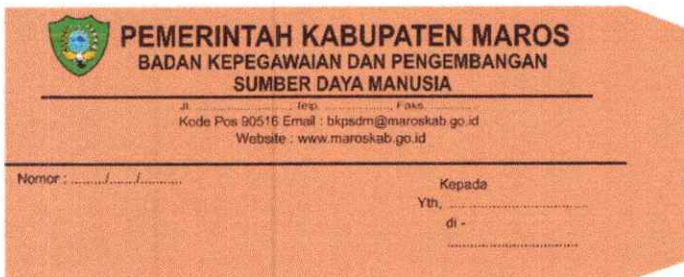 PEMERINTAH KABUPATEN MAROS
BADAN KEPEGAWAIAN DAN PENGEMBANGAN
SUMBER DAYA MANUSIA
Jl. ........................, Telp. ................, Faks. ............
Kode Pos 90516 Email : bkpsdm@maroskab.go.id
Website : www.maroskab.go.id
Nomor : ......../......../...........
Kepada
Yth, ....................................
di -
....................................